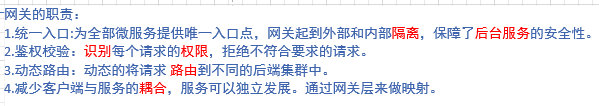 网关的职责：
1.统一入口:为全部微服务提供唯一入口点，网关起到外部和内部隔离，保障了后台服务的安全性。
2.鉴权校验：识别每个请求的权限，拒绝不符合要求的请求。
3.动态路由：动态的将请求 路由到不同的后端集群中。
4.减少客户端与服务的耦合，服务可以独立发展。通过网关层来做映射。